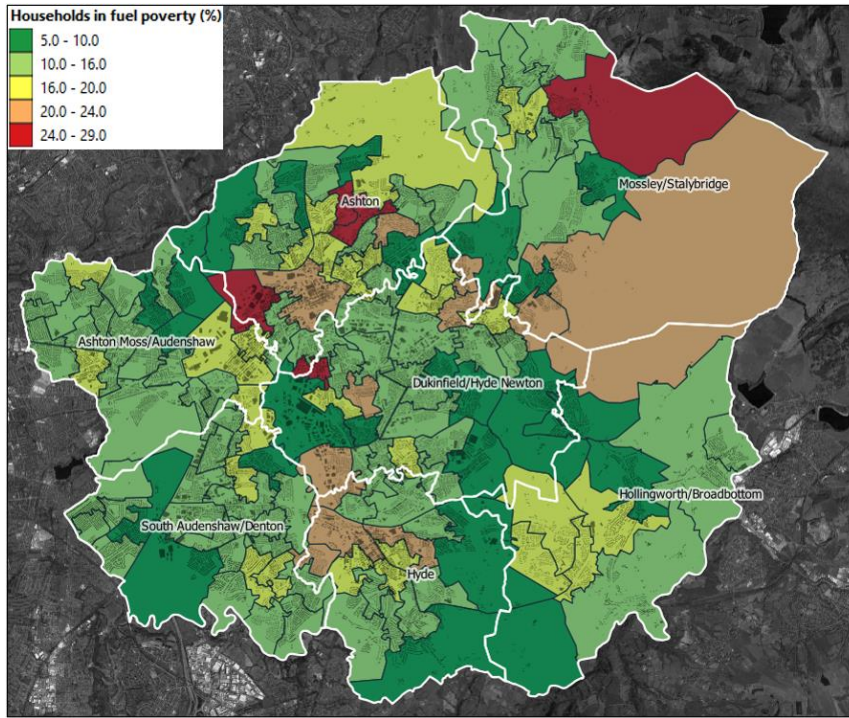 Households in fuel poverty (%)
5.0 - 10.0
10.0 - 16.0
16.0 - 20.0
20.0 - 24.0
24.0 - 29.0
Mossley/Stalybridge
Ashton
Ashton Moss/Audenshaw
Dukinfield/Hyde Newton
Hollingworth/Broadbottom
South Audenshaw/Denton
Hyde